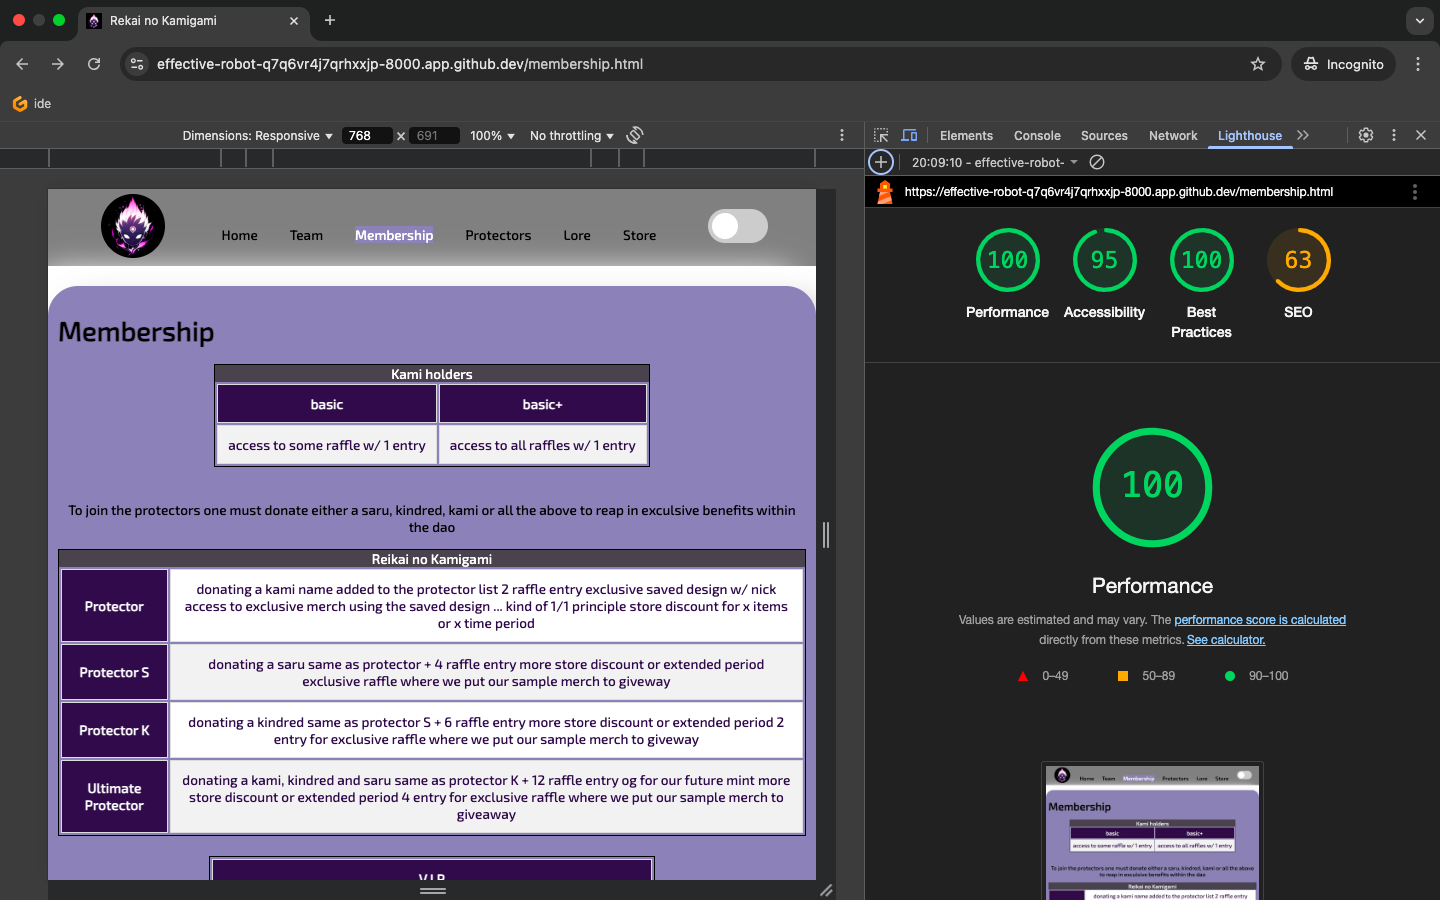 Rekai no Kamigami
effective-robot-q7q6vr4j7qrhxxjp-8000.app.github.dev/membership.html
Incognito
ide
Dimensions: Responsive 768 × 691 100% No throttling
Elements Console Sources Network Lighthouse
20:09:10 - effective-robot-
https://effective-robot-q7q6vr4j7qrhxxjp-8000.app.github.dev/membership.html
Home Team Membership Protectors Lore Store
Membership
Kami holders
basic basic+
access to some raffle w/ 1 entry access to all raffles w/ 1 entry
To join the protectors one must donate either a saru, kindred, kami or all the above to reap in exculsive benefits within
the dao
Reikai no Kamigami
Protector
donating a kami name added to the protector list 2 raffle entry exclusive saved design w/ nick
access to exclusive merch using the saved design ... kind of 1/1 principle store discount for x items
or x time period
Protector S
donating a saru same as protector + 4 raffle entry more store discount or extended period
exclusive raffle where we put our sample merch to giveway
Protector K
donating a kindred same as protector S + 6 raffle entry more store discount or extended period 2
entry for exclusive raffle where we put our sample merch to giveway
Ultimate
Protector
donating a kami, kindred and saru same as protector K + 12 raffle entry og for our future mint more
store discount or extended period 4 entry for exclusive raffle where we put our sample merch to
giveaway
V.I.P
100 95 100 63
Performance Accessibility Best
Practices SEO
100
Performance
Values are estimated and may vary. The performance score is calculated
directly from these metrics. See calculator.
0–49 50–89 90–100
Home Team Membership Protectors Lore Store
Membership
Kami holders
basic basic+
access to some raffle w/ 1 entry access to all raffles w/ 1 entry
To join the protectors one must donate either a saru, kindred, kami or all the above
to reap in exculsive benefits within the dao
Reikai no Kamigami
donating a kami name added to the protector list 2 raffle entry